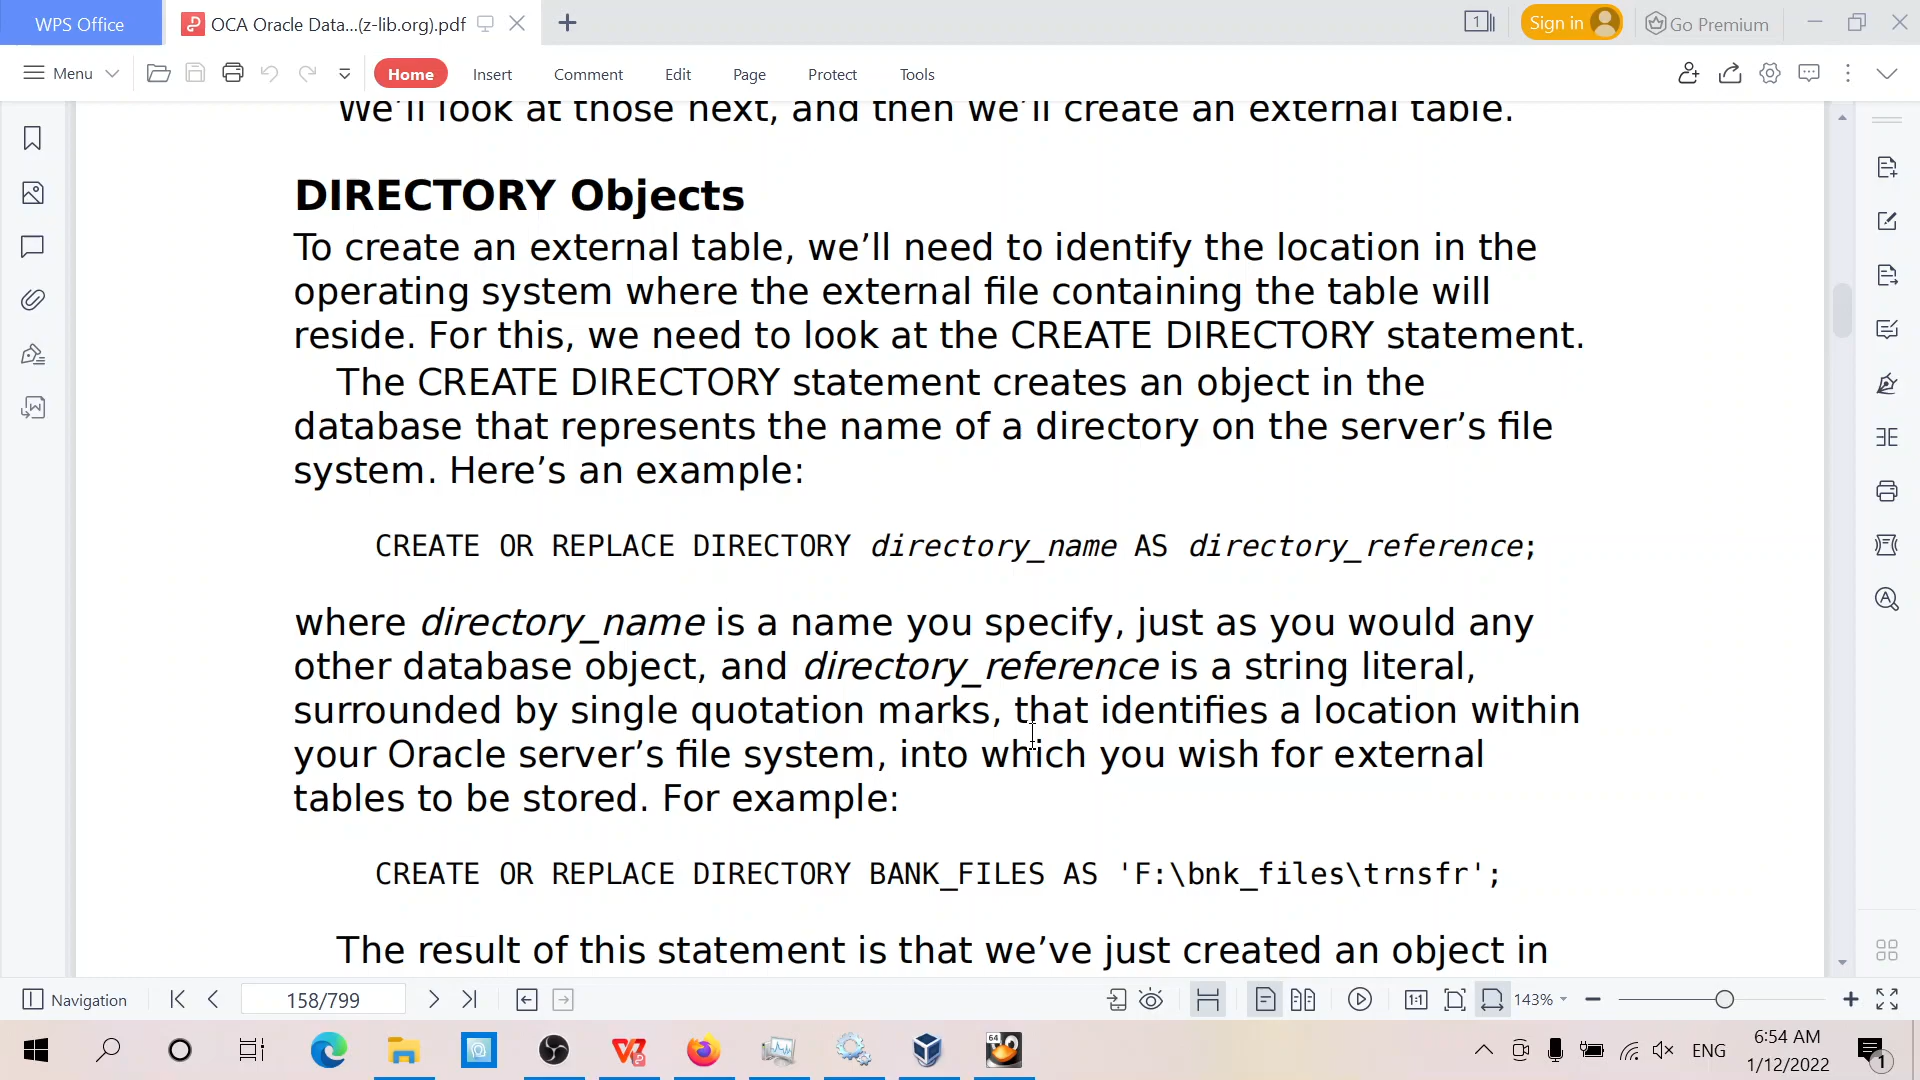 WPS Office
OCA Oracle Data...(z-lib.org).pdf
1
Sign in
Go Premium
Menu
Home
Insert
Comment
Edit
Page
Protect
Tools
We'll look at those next, and then we'll create an external table.
DIRECTORY Objects
To create an external table, we’ll need to identify the location in the
operating system where the external file containing the table will
reside. For this, we need to look at the CREATE DIRECTORY statement.
The CREATE DIRECTORY statement creates an object in the
database that represents the name of a directory on the server’s file
system. Here’s an example:
CREATE OR REPLACE DIRECTORY directory_name AS directory_reference;
where directory_name is a name you specify, just as you would any
other database object, and directory_reference is a string literal,
surrounded by single quotation marks, that identifies a location within
your Oracle server’s file system, into which you wish for external
tables to be stored. For example:
CREATE OR REPLACE DIRECTORY BANK_FILES AS 'F:\bnk_files\trnsfr';
The result of this statement is that we’ve just created an object in
Navigation
158/799
1:1
143%
64
ENG
6:54 AM
1/12/2022
1